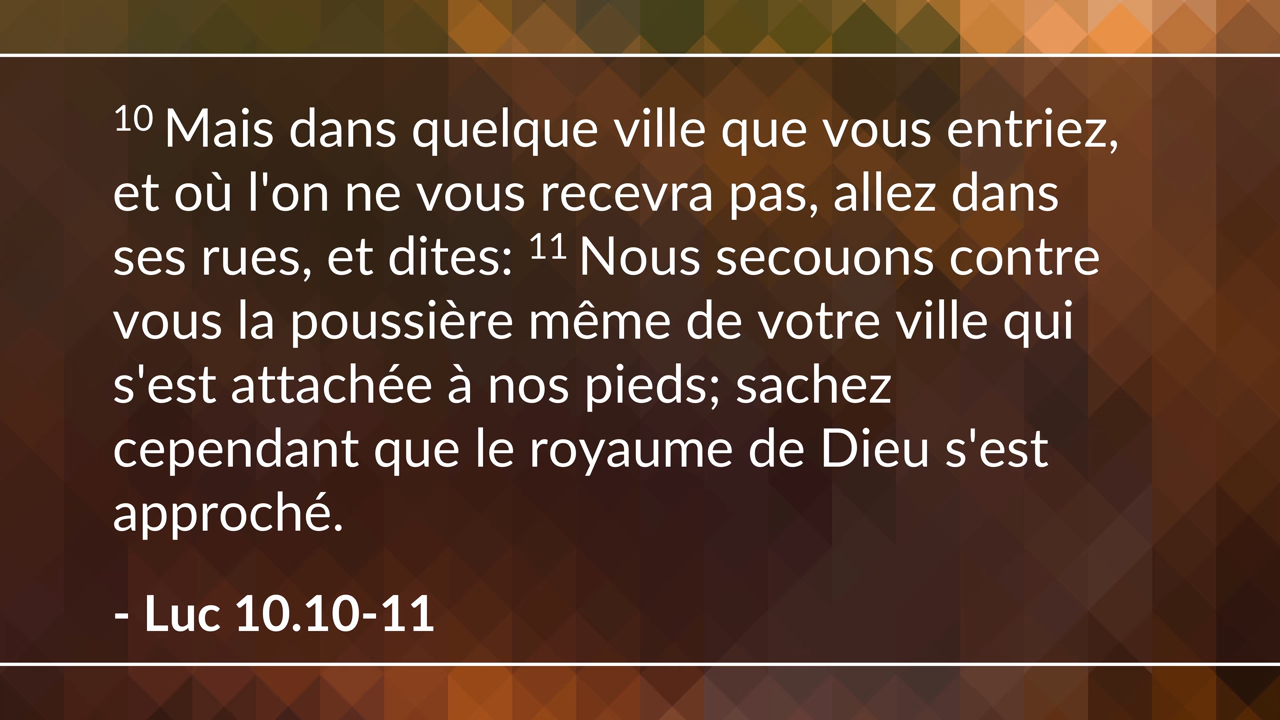 10 Mais dans quelque ville que vous entriez,
et où l'on ne vous recevra pas, allez dans
ses rues, et dites: 11 Nous secouons contre
vous la poussière même de votre ville qui
s'est attachée à nos pieds; sachez
cependant que le royaume de Dieu s'est
approché.
- Luc 10.10-11